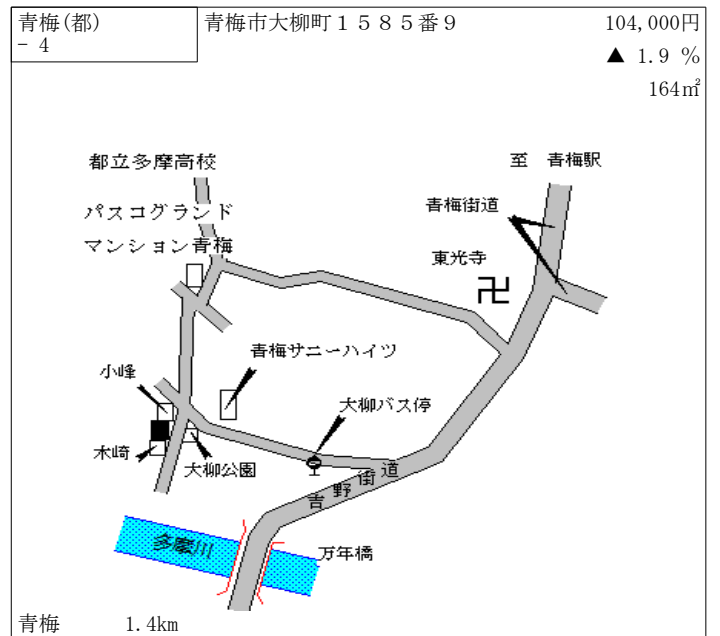 青梅(都)
- 4
青梅市大柳町１５８５番９
104,000円
▲ 1.9 %
164㎡
都立多摩高校
至 青梅駅
パスコグランド
マンション青梅
青梅街道
東光寺
卍
青梅サニーハイツ
小峰
大柳バス停
木崎
大柳公園
吉野街道
多摩川
万年橋
青梅 1.4km